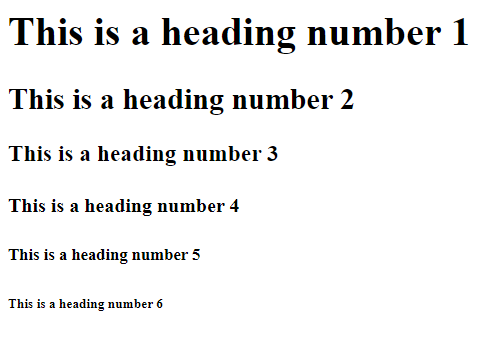 This is a heading number 1
This is a heading number 2
This is a heading number 3
This is a heading number 4
This is a heading number 5
This is a heading number 6